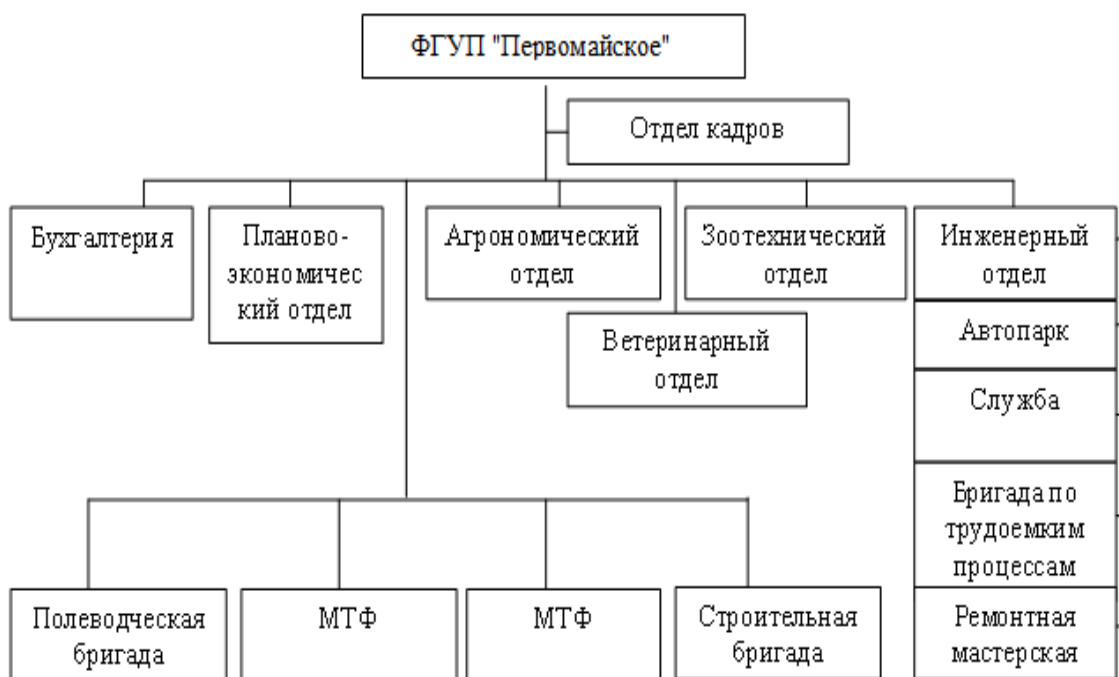 ФГУП "Первомайское"
Отдел кадров
Бухгалтерия
Планово-
экономичес
кий отдел
Агрономический
отдел
Зоотехнический
отдел
Инженерный
отдел
Ветеринарный
отдел
Автопарк
Служба
Бригада по
трудоемким
процессам
Полеводческая
бригада
МТФ
МТФ
Строительная
бригада
Ремонтная
мастерская